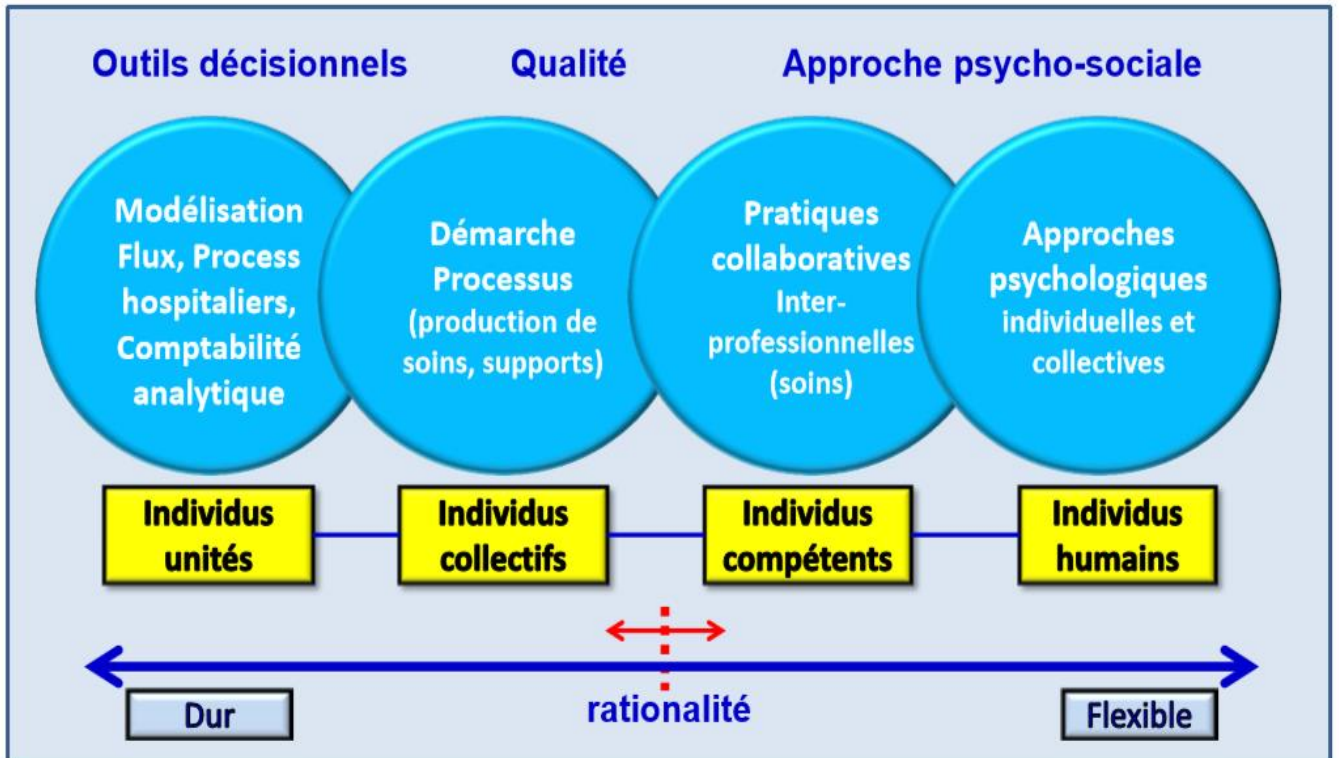 Outils décisionnels
Qualité
Approche psycho-sociale
Modélisation
Flux, Process
hospitaliers,
Comptabilité
analytique
Démarche
Processus
(production de
soins, supports)
Pratiques
collaboratives
Inter-
professionnelles
(soins)
Approches
psychologiques
individuelles et
collectives
Individus
unités
Individus
collectifs
Individus
compétents
Individus
humains
Dur
rationalité
Flexible